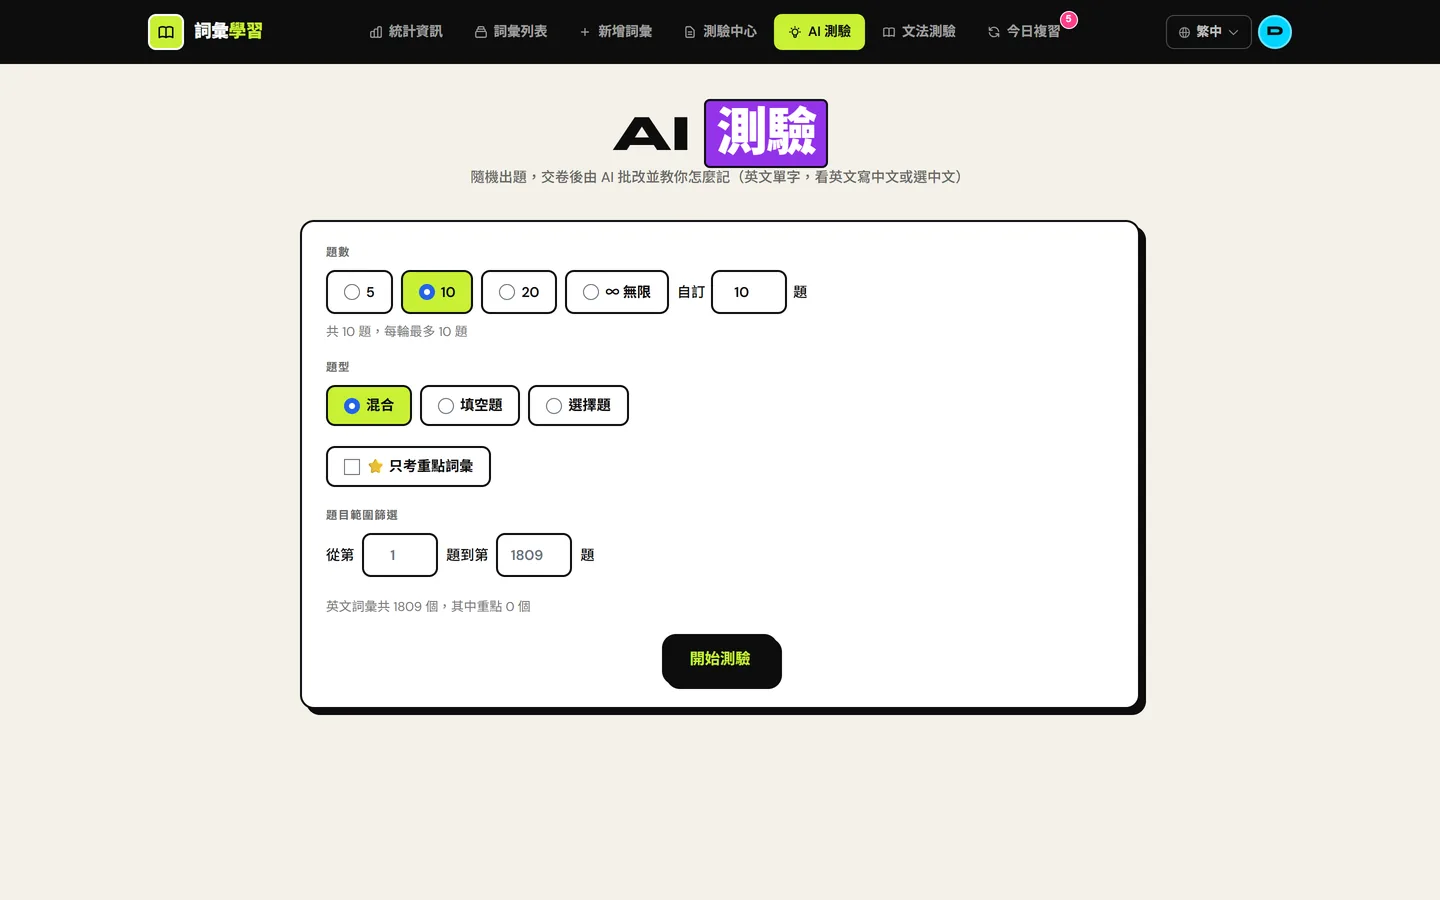 詞彙學習
統計資訊
詞彙列表
新增詞彙
測驗中心
AI 測驗
文法測驗
今日複習
5
繁中
AI 測驗
隨機出題，交卷後由 AI 批改並教你怎麼記（英文單字，看英文寫中文或選中文）
題數
5
10
20
∞ 無限
自訂 10 題
共 10 題，每輪最多 10 題
題型
混合
填空題
選擇題
⭐ 只考重點詞彙
題目範圍篩選
從第 1 題到第 1809 題
英文詞彙共 1809 個，其中重點 0 個
開始測驗